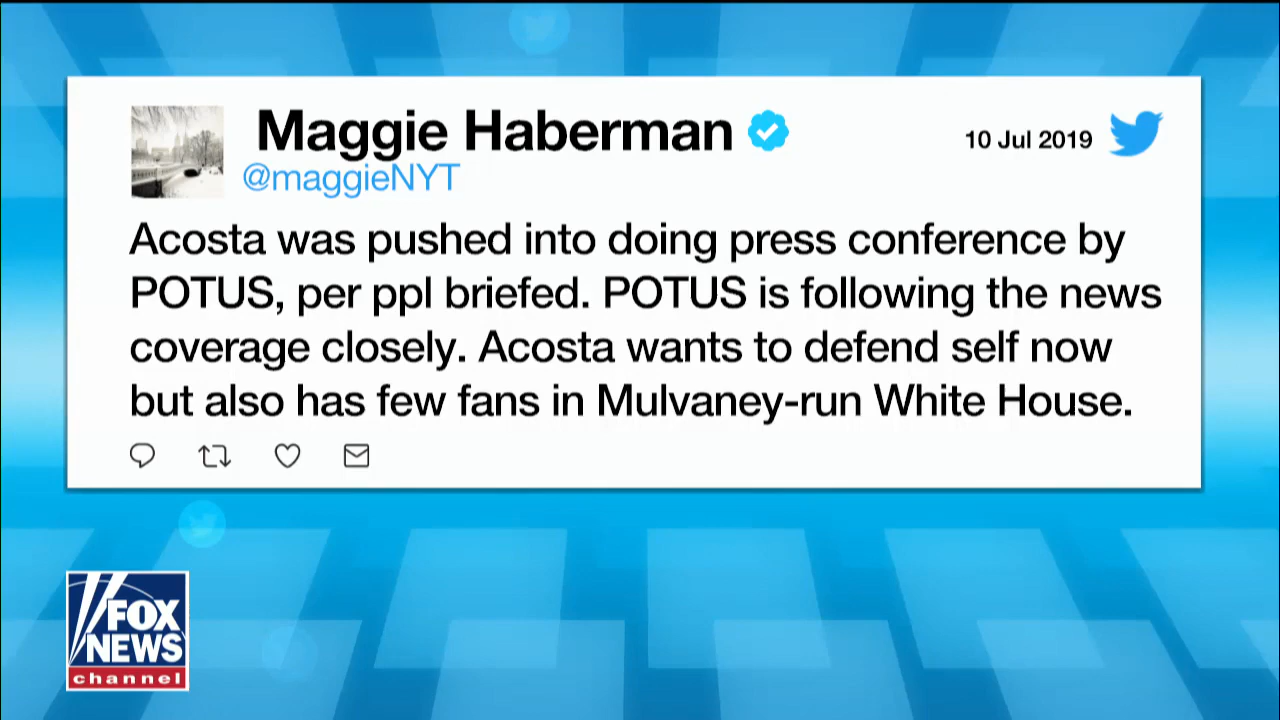 Maggie Haberman
10 Jul 2019
@maggieNYT
Acosta was pushed into doing press conference by
POTUS, per ppl briefed. POTUS is following the news
coverage closely. Acosta wants to defend self now
but also has few fans in Mulvaney-run White House.
FOX
NEWS
channel